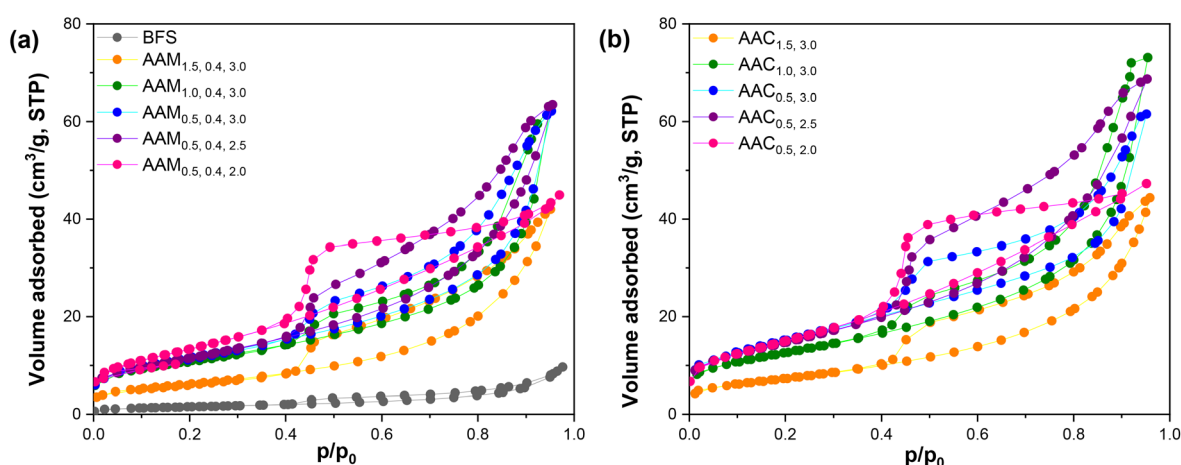 (a)
BFS
AAM1.5, 0.4, 3.0
AAM1.0, 0.4, 3.0
AAM0.5, 0.4, 3.0
AAM0.5, 0.4, 2.5
AAM0.5, 0.4, 2.0
Volume adsorbed (cm³/g, STP)
80
60
40
20
0
0.0 0.2 0.4 0.6 0.8 1.0
p/p₀
(b)
AAC1.5, 3.0
AAC1.0, 3.0
AAC0.5, 3.0
AAC0.5, 2.5
AAC0.5, 2.0
Volume adsorbed (cm³/g, STP)
80
60
40
20
0
0.0 0.2 0.4 0.6 0.8 1.0
p/p₀